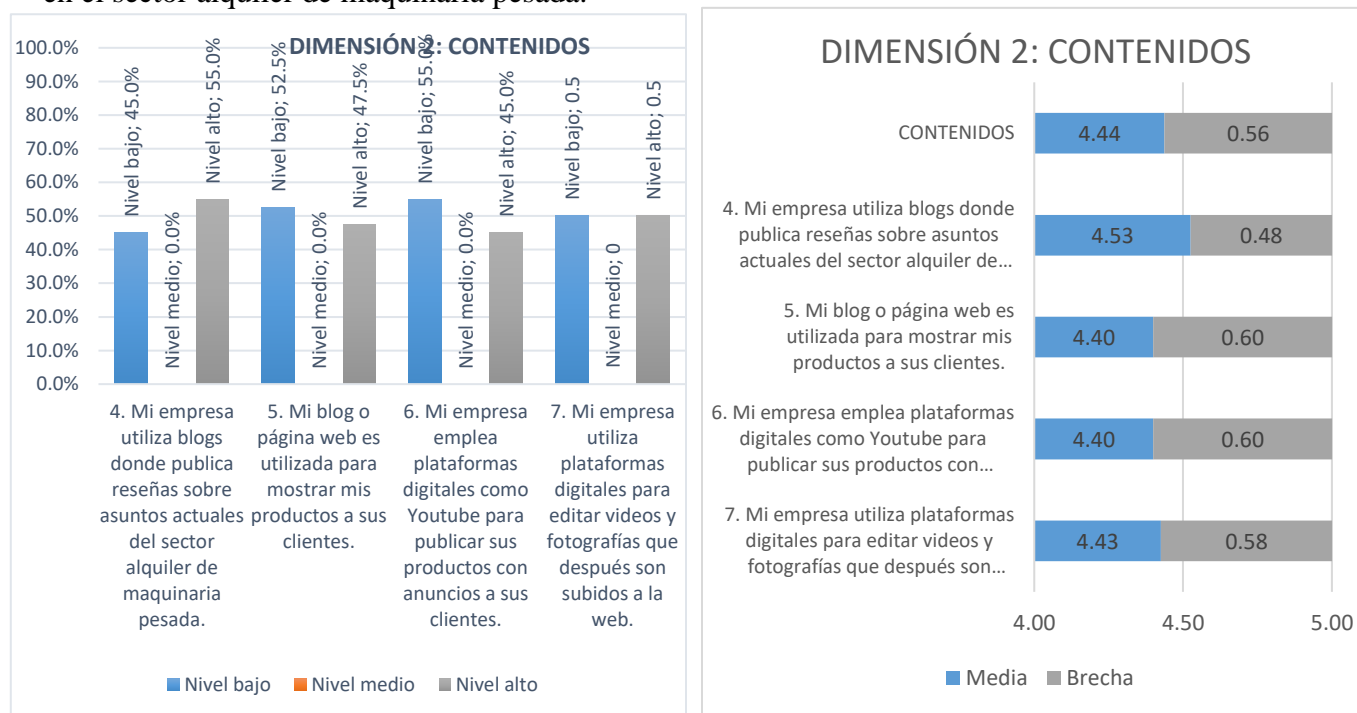 en el sector alquiler de maquinaria pesada.
DIMENSIÓN 2: CONTENIDOS
100.0%
90.0%
80.0%
70.0%
60.0%
50.0%
40.0%
30.0%
20.0%
10.0%
0.0%
Nivel bajo; 45.0%
Nivel medio; 0.0%
Nivel alto; 55.0%
Nivel bajo; 52.5%
Nivel medio; 0.0%
Nivel alto; 47.5%
Nivel bajo; 55.0%
Nivel medio; 0.0%
Nivel alto; 45.0%
Nivel bajo; 0.5
Nivel medio; 0
Nivel alto; 0.5
4. Mi empresa
utiliza blogs
donde publica
reseñas sobre
asuntos actuales
del sector
alquiler de
maquinaria
pesada.
5. Mi blog o
página web es
utilizada para
mostrar mis
productos a sus
clientes.
6. Mi empresa
emplea
plataformas
digitales como
Youtube para
publicar sus
productos con
anuncios a sus
clientes.
7. Mi empresa
utiliza
plataformas
digitales para
editar videos y
fotografías que
después son
subidos a la
web.
Nivel bajo Nivel medio Nivel alto
DIMENSIÓN 2: CONTENIDOS
CONTENIDOS
4.44 0.56
4. Mi empresa utiliza blogs donde
publica reseñas sobre asuntos
actuales del sector alquiler de…
4.53 0.48
5. Mi blog o página web es
utilizada para mostrar mis
productos a sus clientes.
4.40 0.60
6. Mi empresa emplea plataformas
digitales como Youtube para
publicar sus productos con…
4.40 0.60
7. Mi empresa utiliza plataformas
digitales para editar videos y
fotografías que después son…
4.43 0.58
4.00 4.50 5.00
Media Brecha